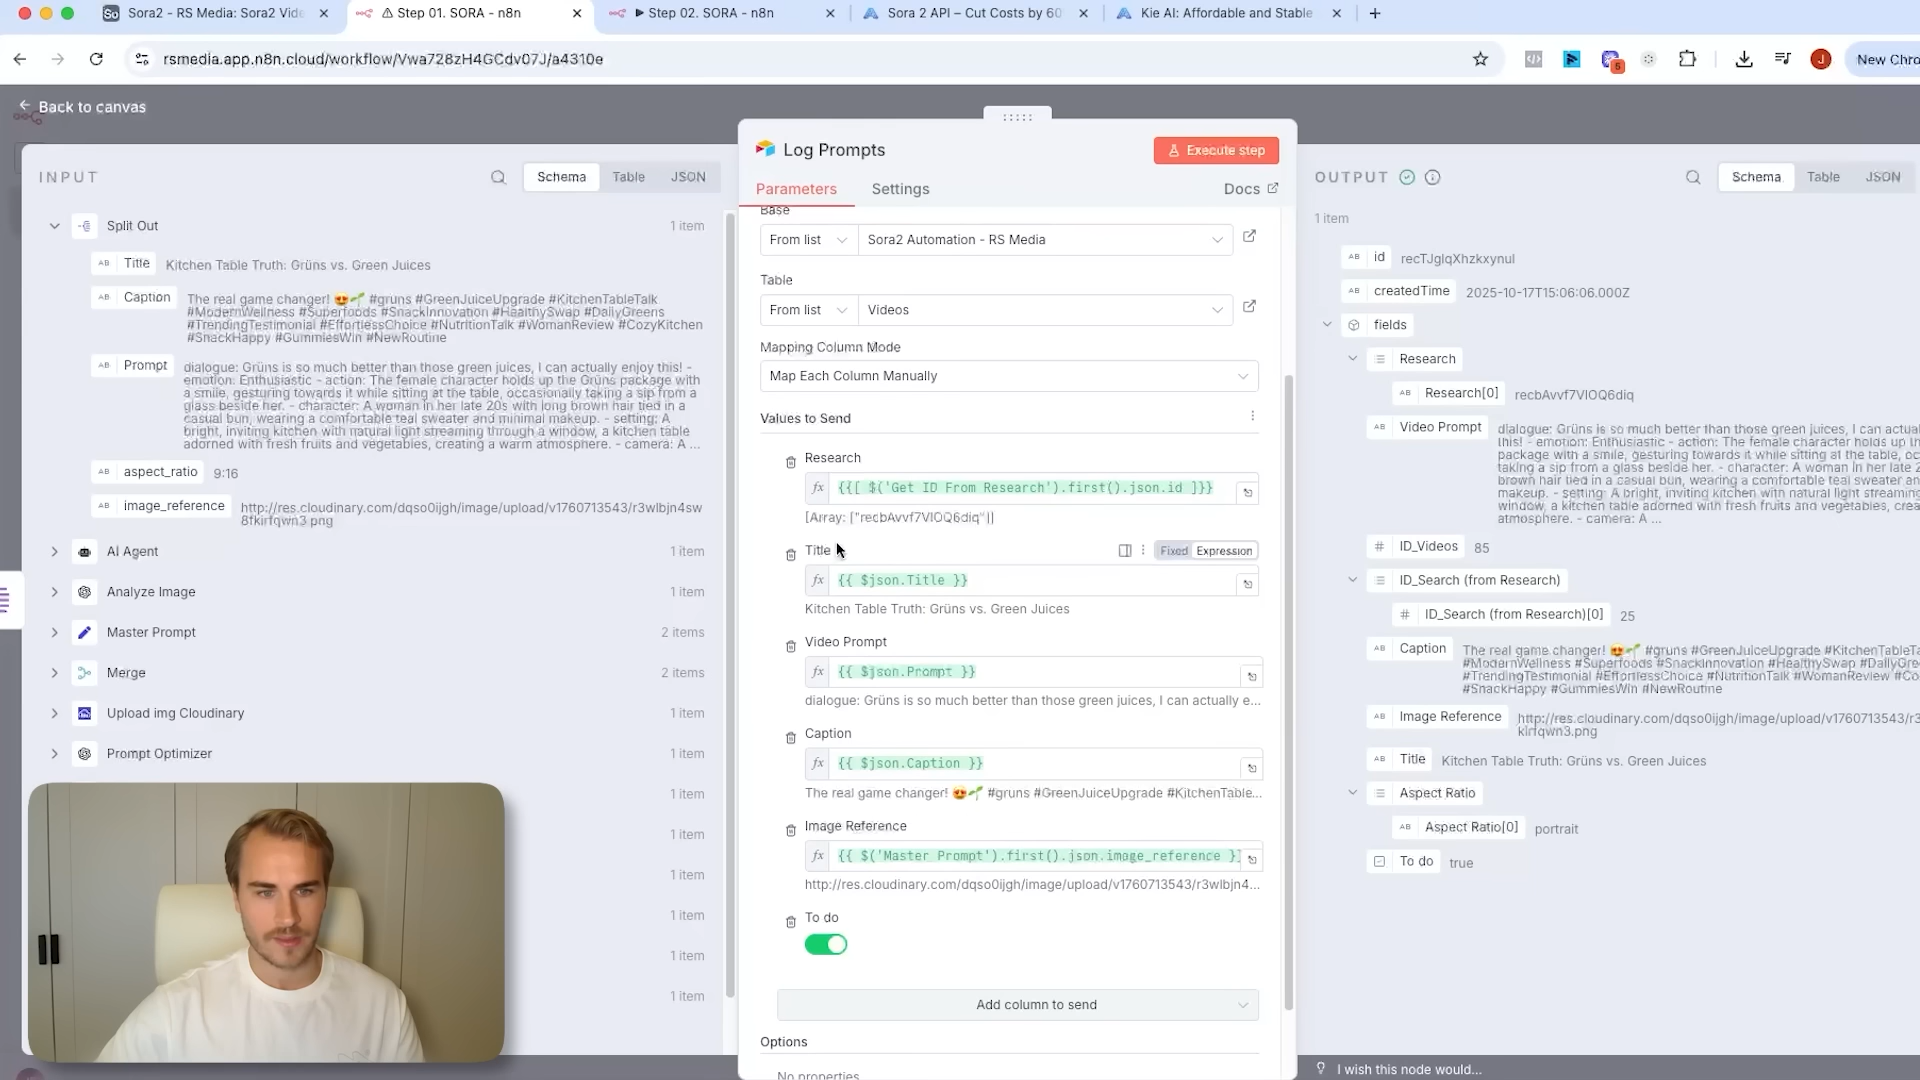 Sora2 - RS Media: Sora2 Vide
Step 01. SORA - n8n
Step 02. SORA - n8n
Sora 2 API – Cut Costs by 60
Kie AI: Affordable and Stable
rsmedia.app.n8n.cloud/workflow/Vwa728zH4GCdv07J/a4310e
5
J
New Chro
Back to canvas
INPUT
Schema
Table
JSON
Split Out
1 item
AB Title Kitchen Table Truth: Grüns vs. Green Juices
AB Caption The real game changer! 😍🌱 #gruns #GreenJuiceUpgrade #KitchenTableTalk
#ModernWellness #Superfoods #SnackInnovation #HealthySwap #DailyGreens
#TrendingTestimonial #EffortlessChoice #NutritionTalk #WomanReview #CozyKitchen
#SnackHappy #GummiesWin #NewRoutine
AB Prompt dialogue: Grüns is so much better than those green juices, I can actually enjoy this! -
emotion: Enthusiastic - action: The female character holds up the Grüns package with
a smile, gesturing towards it while sitting at the table, occasionally taking a sip from a
glass beside her. - character: A woman in her late 20s with long brown hair tied in a
casual bun, wearing a comfortable teal sweater and minimal makeup. - setting: A
bright, inviting kitchen with natural light streaming through a window, a kitchen table
adorned with fresh fruits and vegetables, creating a warm atmosphere. - camera: A ...
AB aspect_ratio 9:16
AB image_reference http://res.cloudinary.com/dqso0ijgh/image/upload/v1760713543/r3wlbjn4sw
8fkirfqwn3.png
AI Agent 1 item
Analyze Image 1 item
Master Prompt 2 items
Merge 2 items
Upload img Cloudinary 1 item
Prompt Optimizer 1 item
1 item
1 item
1 item
1 item
1 item
1 item
Log Prompts
Execute step
Parameters
Settings
Docs
Base
From list
Sora2 Automation - RS Media
Table
From list
Videos
Mapping Column Mode
Map Each Column Manually
Values to Send
Research
fx {{[ $('Get ID From Research').first().json.id ]}}
[Array: ["recbAvvf7VIOQ6diq"]]
Title
Fixed
Expression
fx {{ $json.Title }}
Kitchen Table Truth: Grüns vs. Green Juices
Video Prompt
fx {{ $json.Prompt }}
dialogue: Grüns is so much better than those green juices, I can actually e...
Caption
fx {{ $json.Caption }}
The real game changer! 😍🌱 #gruns #GreenJuiceUpgrade #KitchenTable...
Image Reference
fx {{ $('Master Prompt').first().json.image_reference }
http://res.cloudinary.com/dqso0ijgh/image/upload/v1760713543/r3wlbjn4...
To do
Add column to send
Options
No properties
OUTPUT
Schema
Table
JSON
1 item
AB id recTJglqXhzkxynul
AB createdTime 2025-10-17T15:06:06.000Z
fields
Research
AB Research[0] recbAvvf7VIOQ6diq
AB Video Prompt dialogue: Grüns is so much better than those green juices, I can actual
this! - emotion: Enthusiastic - action: The female character holds up th
package with a smile, gesturing towards it while sitting at the table, oc
taking a sip from a glass beside her. - character: A woman in her late 2
brown hair tied in a casual bun, wearing a comfortable teal sweater an
makeup. - setting: A bright, inviting kitchen with natural light streaming
window, a kitchen table adorned with fresh fruits and vegetables, crea
atmosphere. - camera: A ...
# ID_Videos 85
ID_Search (from Research)
# ID_Search (from Research)[0] 25
AB Caption The real game changer! 😍🌱 #gruns #GreenJuiceUpgrade #KitchenTa
#ModernWellness #Superfoods #SnackInnovation #HealthySwap #Dail
#TrendingTestimonial #EffortlessChoice #NutritionTalk #WomanReview #Co
#SnackHappy #GummiesWin #NewRoutine
AB Image Reference http://res.cloudinary.com/dqso0ijgh/image/upload/v1760713543/r3
kirfqwn3.png
AB Title Kitchen Table Truth: Grüns vs. Green Juices
Aspect Ratio
AB Aspect Ratio[0] portrait
To do true
I wish this node would...